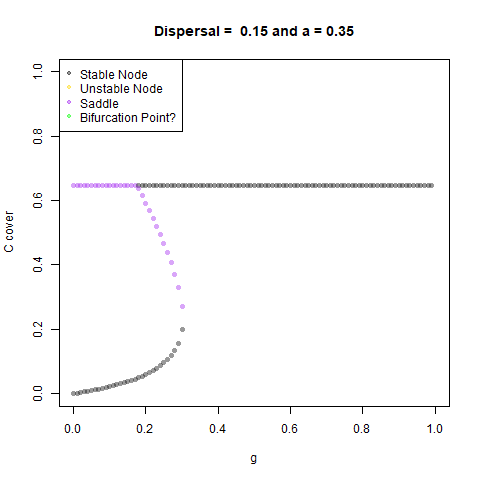 Dispersal =  0.15 and a = 0.35
Stable Node
Unstable Node
Saddle
Bifurcation Point?
C cover
1.0
0.8
0.6
0.4
0.2
0.0
0.0 0.2 0.4 0.6 0.8 1.0
g